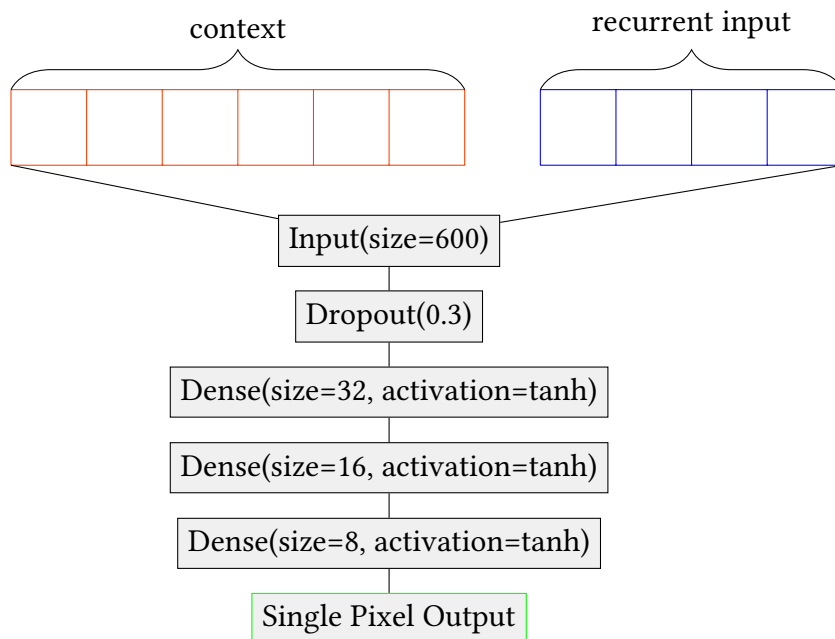 context
recurrent input
Input(size=600)
Dropout(0.3)
Dense(size=32, activation=tanh)
Dense(size=16, activation=tanh)
Dense(size=8, activation=tanh)
Single Pixel Output